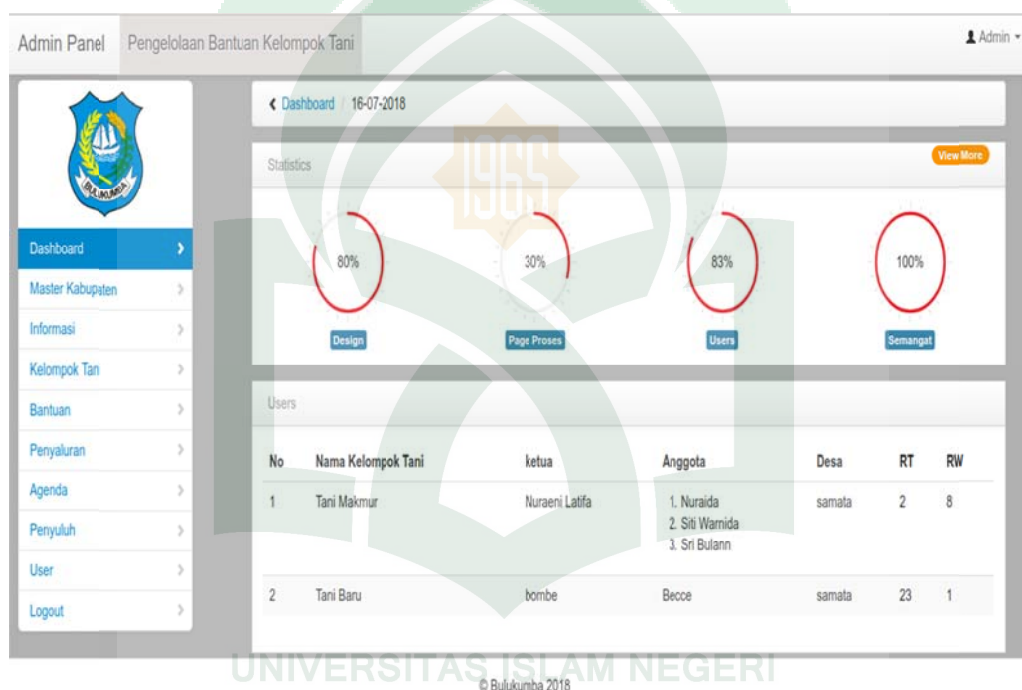 Admin Panel Pengelolaan Bantuan Kelompok Tani Admin
BULUKUMBA
Dashboard
Master Kabupaten
Informasi
Kelompok Tan
Bantuan
Penyaluran
Agenda
Penyuluh
User
Logout
Dashboard / 16-07-2018
Statistics View More
1965
80% 30% 83% 100%
Design Page Proses Users Semangat
Users
No Nama Kelompok Tani ketua Anggota Desa RT RW
1 Tani Makmur Nuraeni Latifa 1. Nuraida samata 2 8
2. Siti Warnida
3. Sri Bulann
2 Tani Baru bombe Becce samata 23 1
UNIVERSITAS ISLAM NEGERI
© Bulukumba 2018